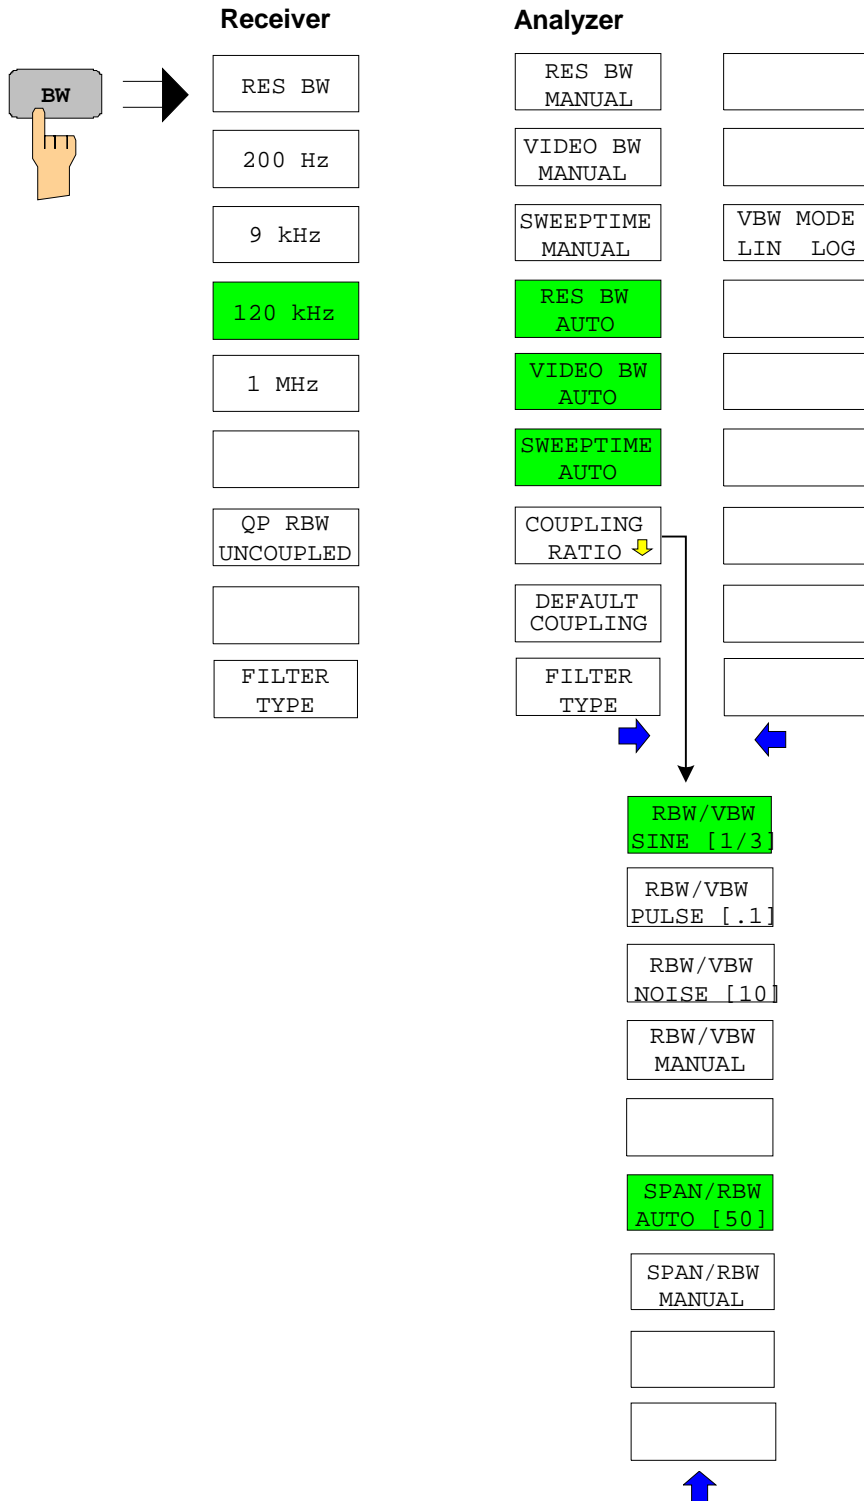 Receiver
Analyzer
BW
RES BW
200 Hz
9 kHz
120 kHz
1 MHz
QP RBW
UNCOUPLED
FILTER
TYPE
RES BW
MANUAL
VIDEO BW
MANUAL
SWEEPTIME
MANUAL
RES BW
AUTO
VIDEO BW
AUTO
SWEEPTIME
AUTO
COUPLING
RATIO
DEFAULT
COUPLING
FILTER
TYPE
VBW MODE
LIN LOG
RBW/VBW
SINE [1/3]
RBW/VBW
PULSE [.1]
RBW/VBW
NOISE [10]
RBW/VBW
MANUAL
SPAN/RBW
AUTO [50]
SPAN/RBW
MANUAL